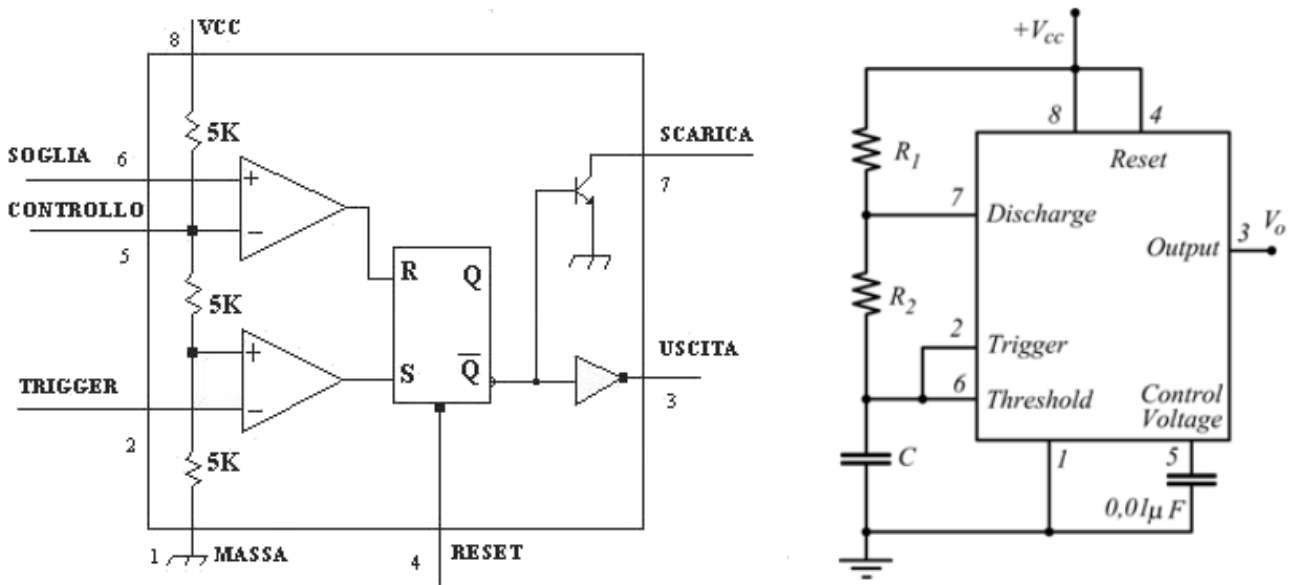 VCC
8
5K
SOGLIA 6
SCARICA
7
CONTROLLO
5
+
−
R Q
5K
+
−
S Q̅
USCITA
3
TRIGGER
2
5K
1 MASSA
4 RESET
+Vcc
8 4
R1
Reset
7 Discharge
Output 3 Vo
R2
2 Trigger
6 Threshold
Control
Voltage
C
1 5
0,01μF